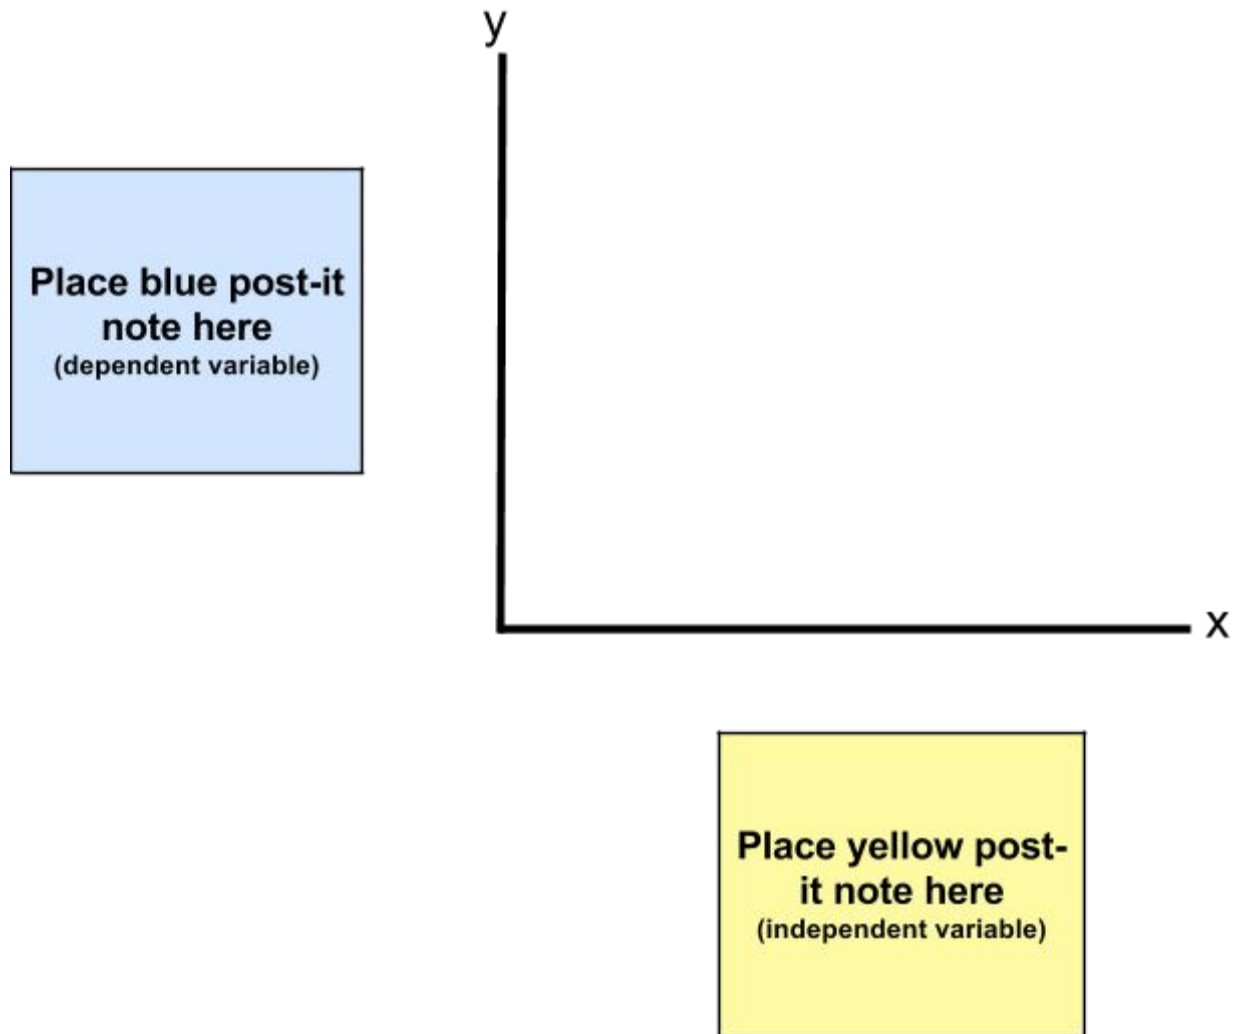 y
Place blue post-it
note here
(dependent variable)
x
Place yellow post-
it note here
(independent variable)